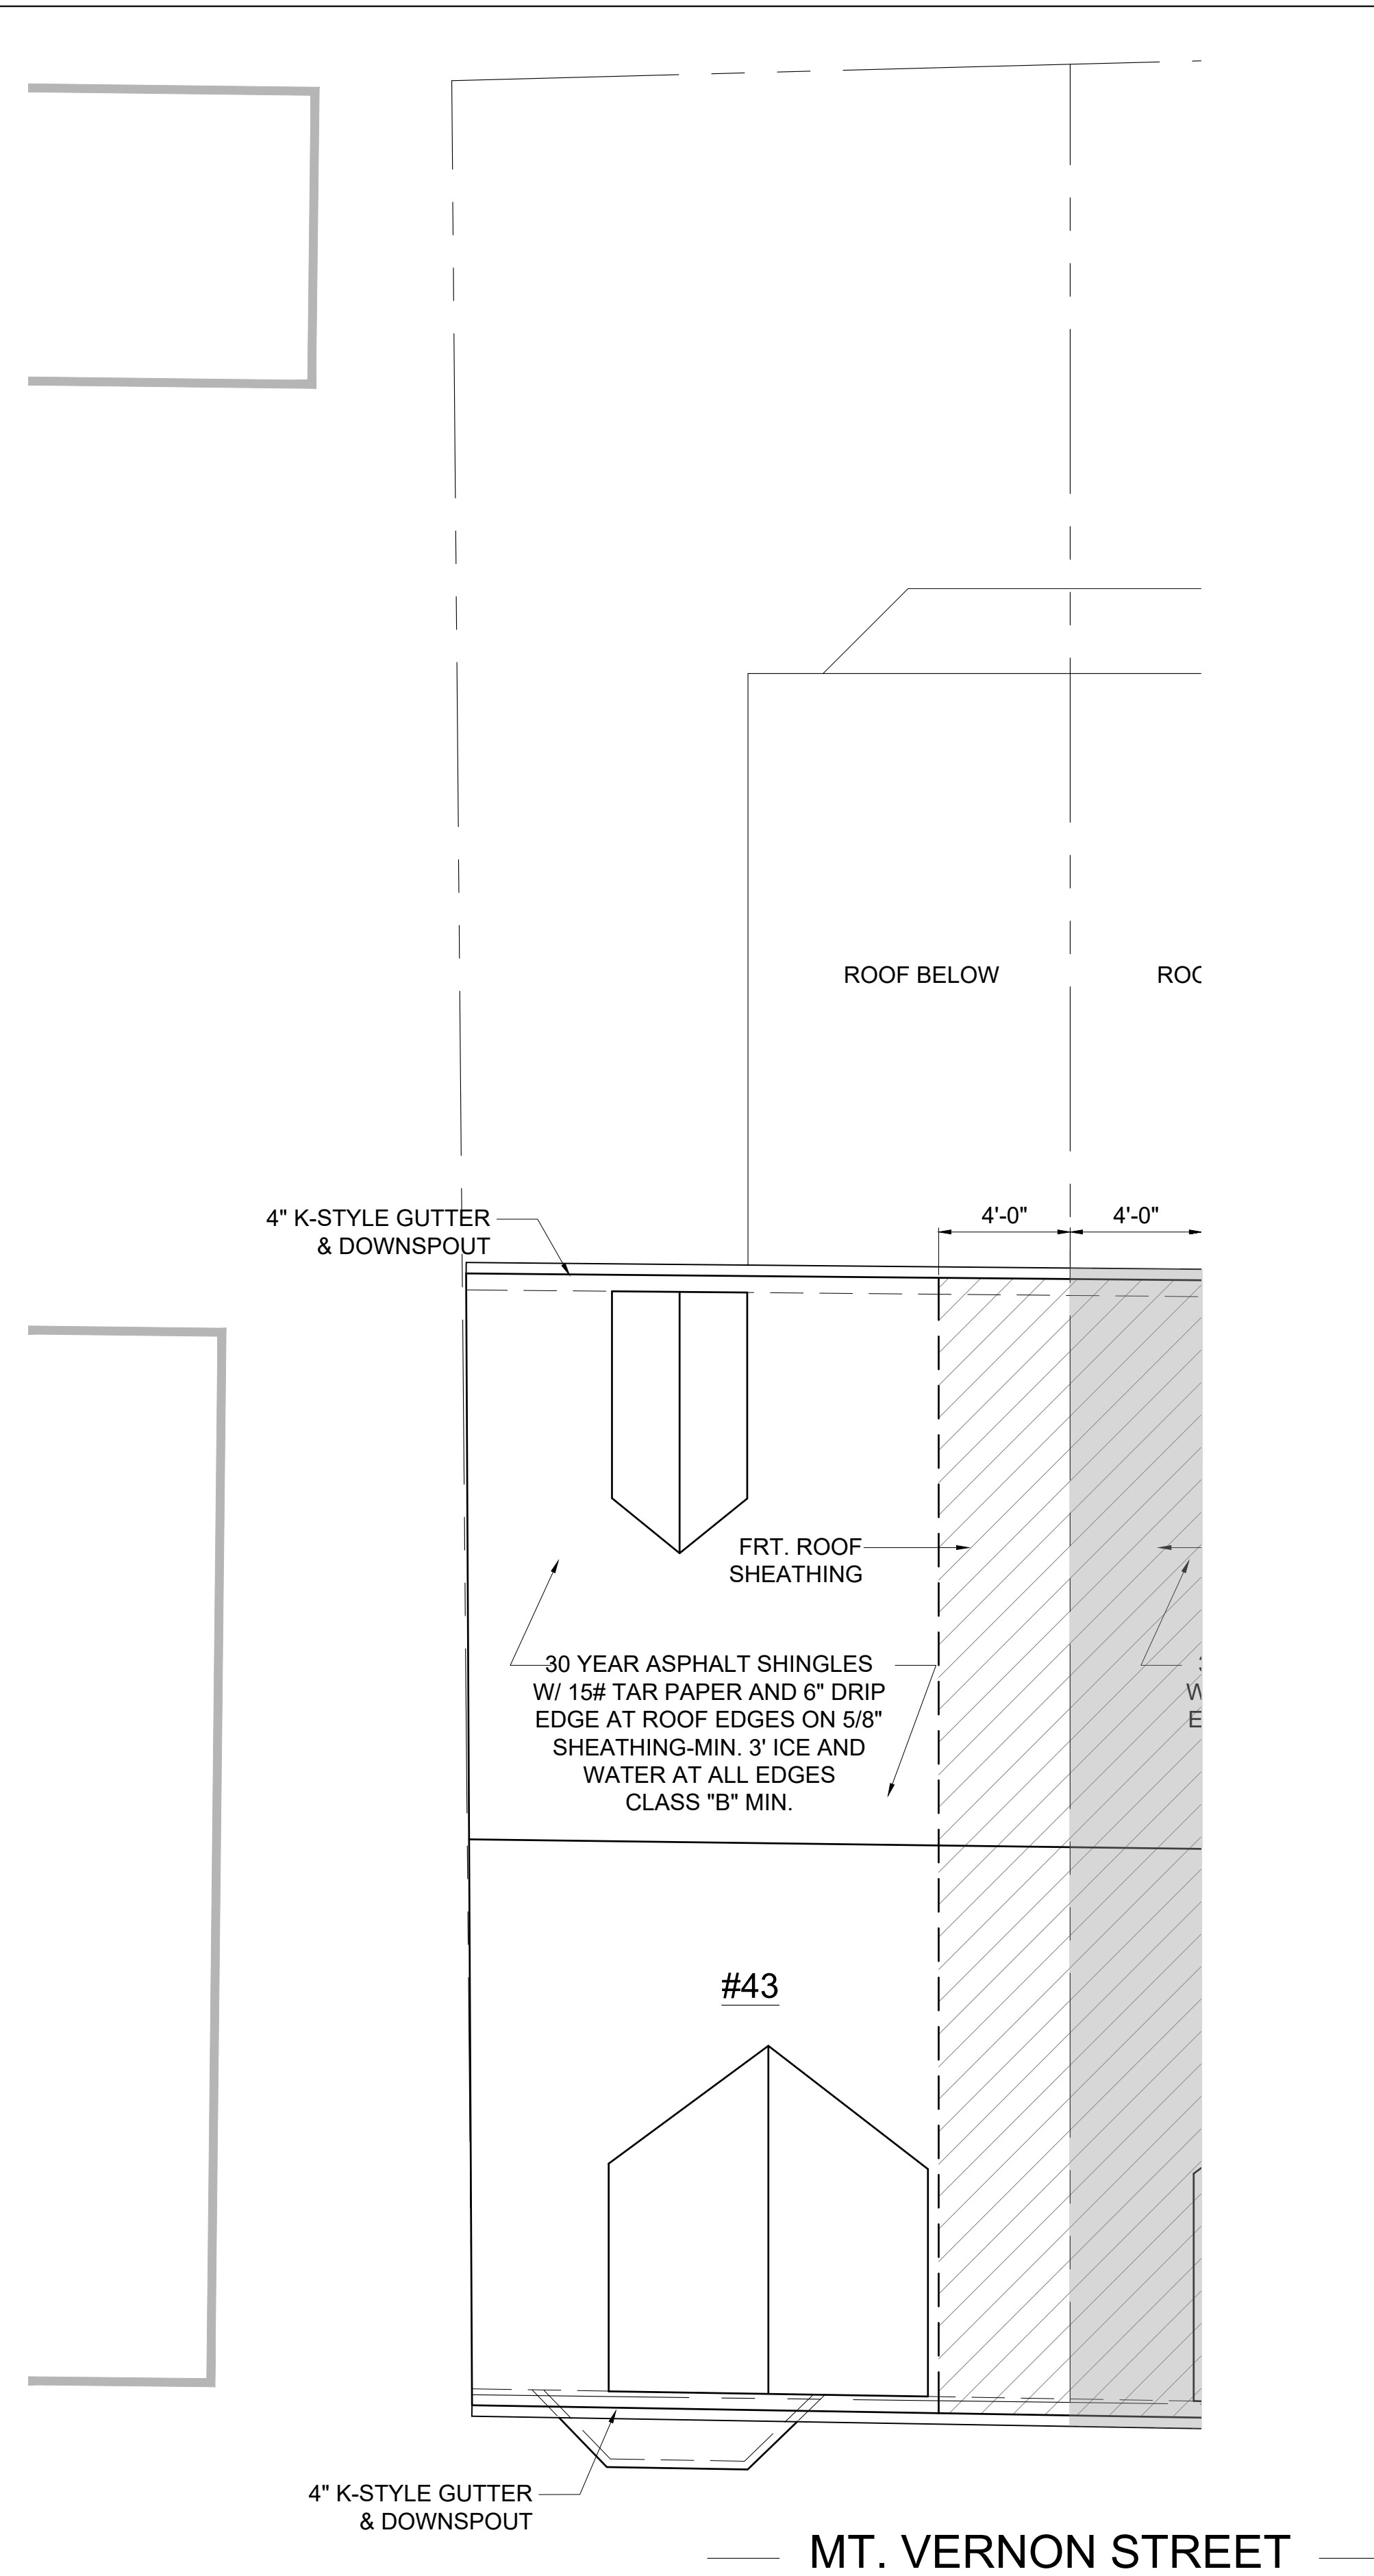 ROOF BELOW
4" K-STYLE GUTTER
& DOWNSPOUT
4'-0"
4'-0"
FRT. ROOF
SHEATHING
30 YEAR ASPHALT SHINGLES
W/ 15# TAR PAPER AND 6" DRIP
EDGE AT ROOF EDGES ON 5/8"
SHEATHING-MIN. 3' ICE AND
WATER AT ALL EDGES
CLASS "B" MIN.
#43
4" K-STYLE GUTTER
& DOWNSPOUT
MT. VERNON STREET